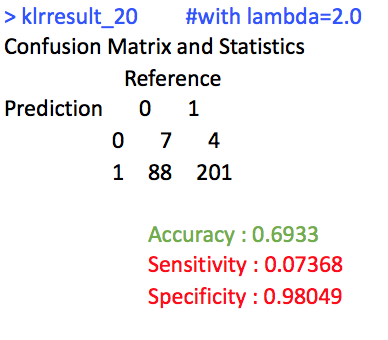 > klrresult_20 #with lambda=2.0
Confusion Matrix and Statistics
Reference
Prediction 0 1
0 7 4
1 88 201
Accuracy : 0.6933
Sensitivity : 0.07368
Specificity : 0.98049